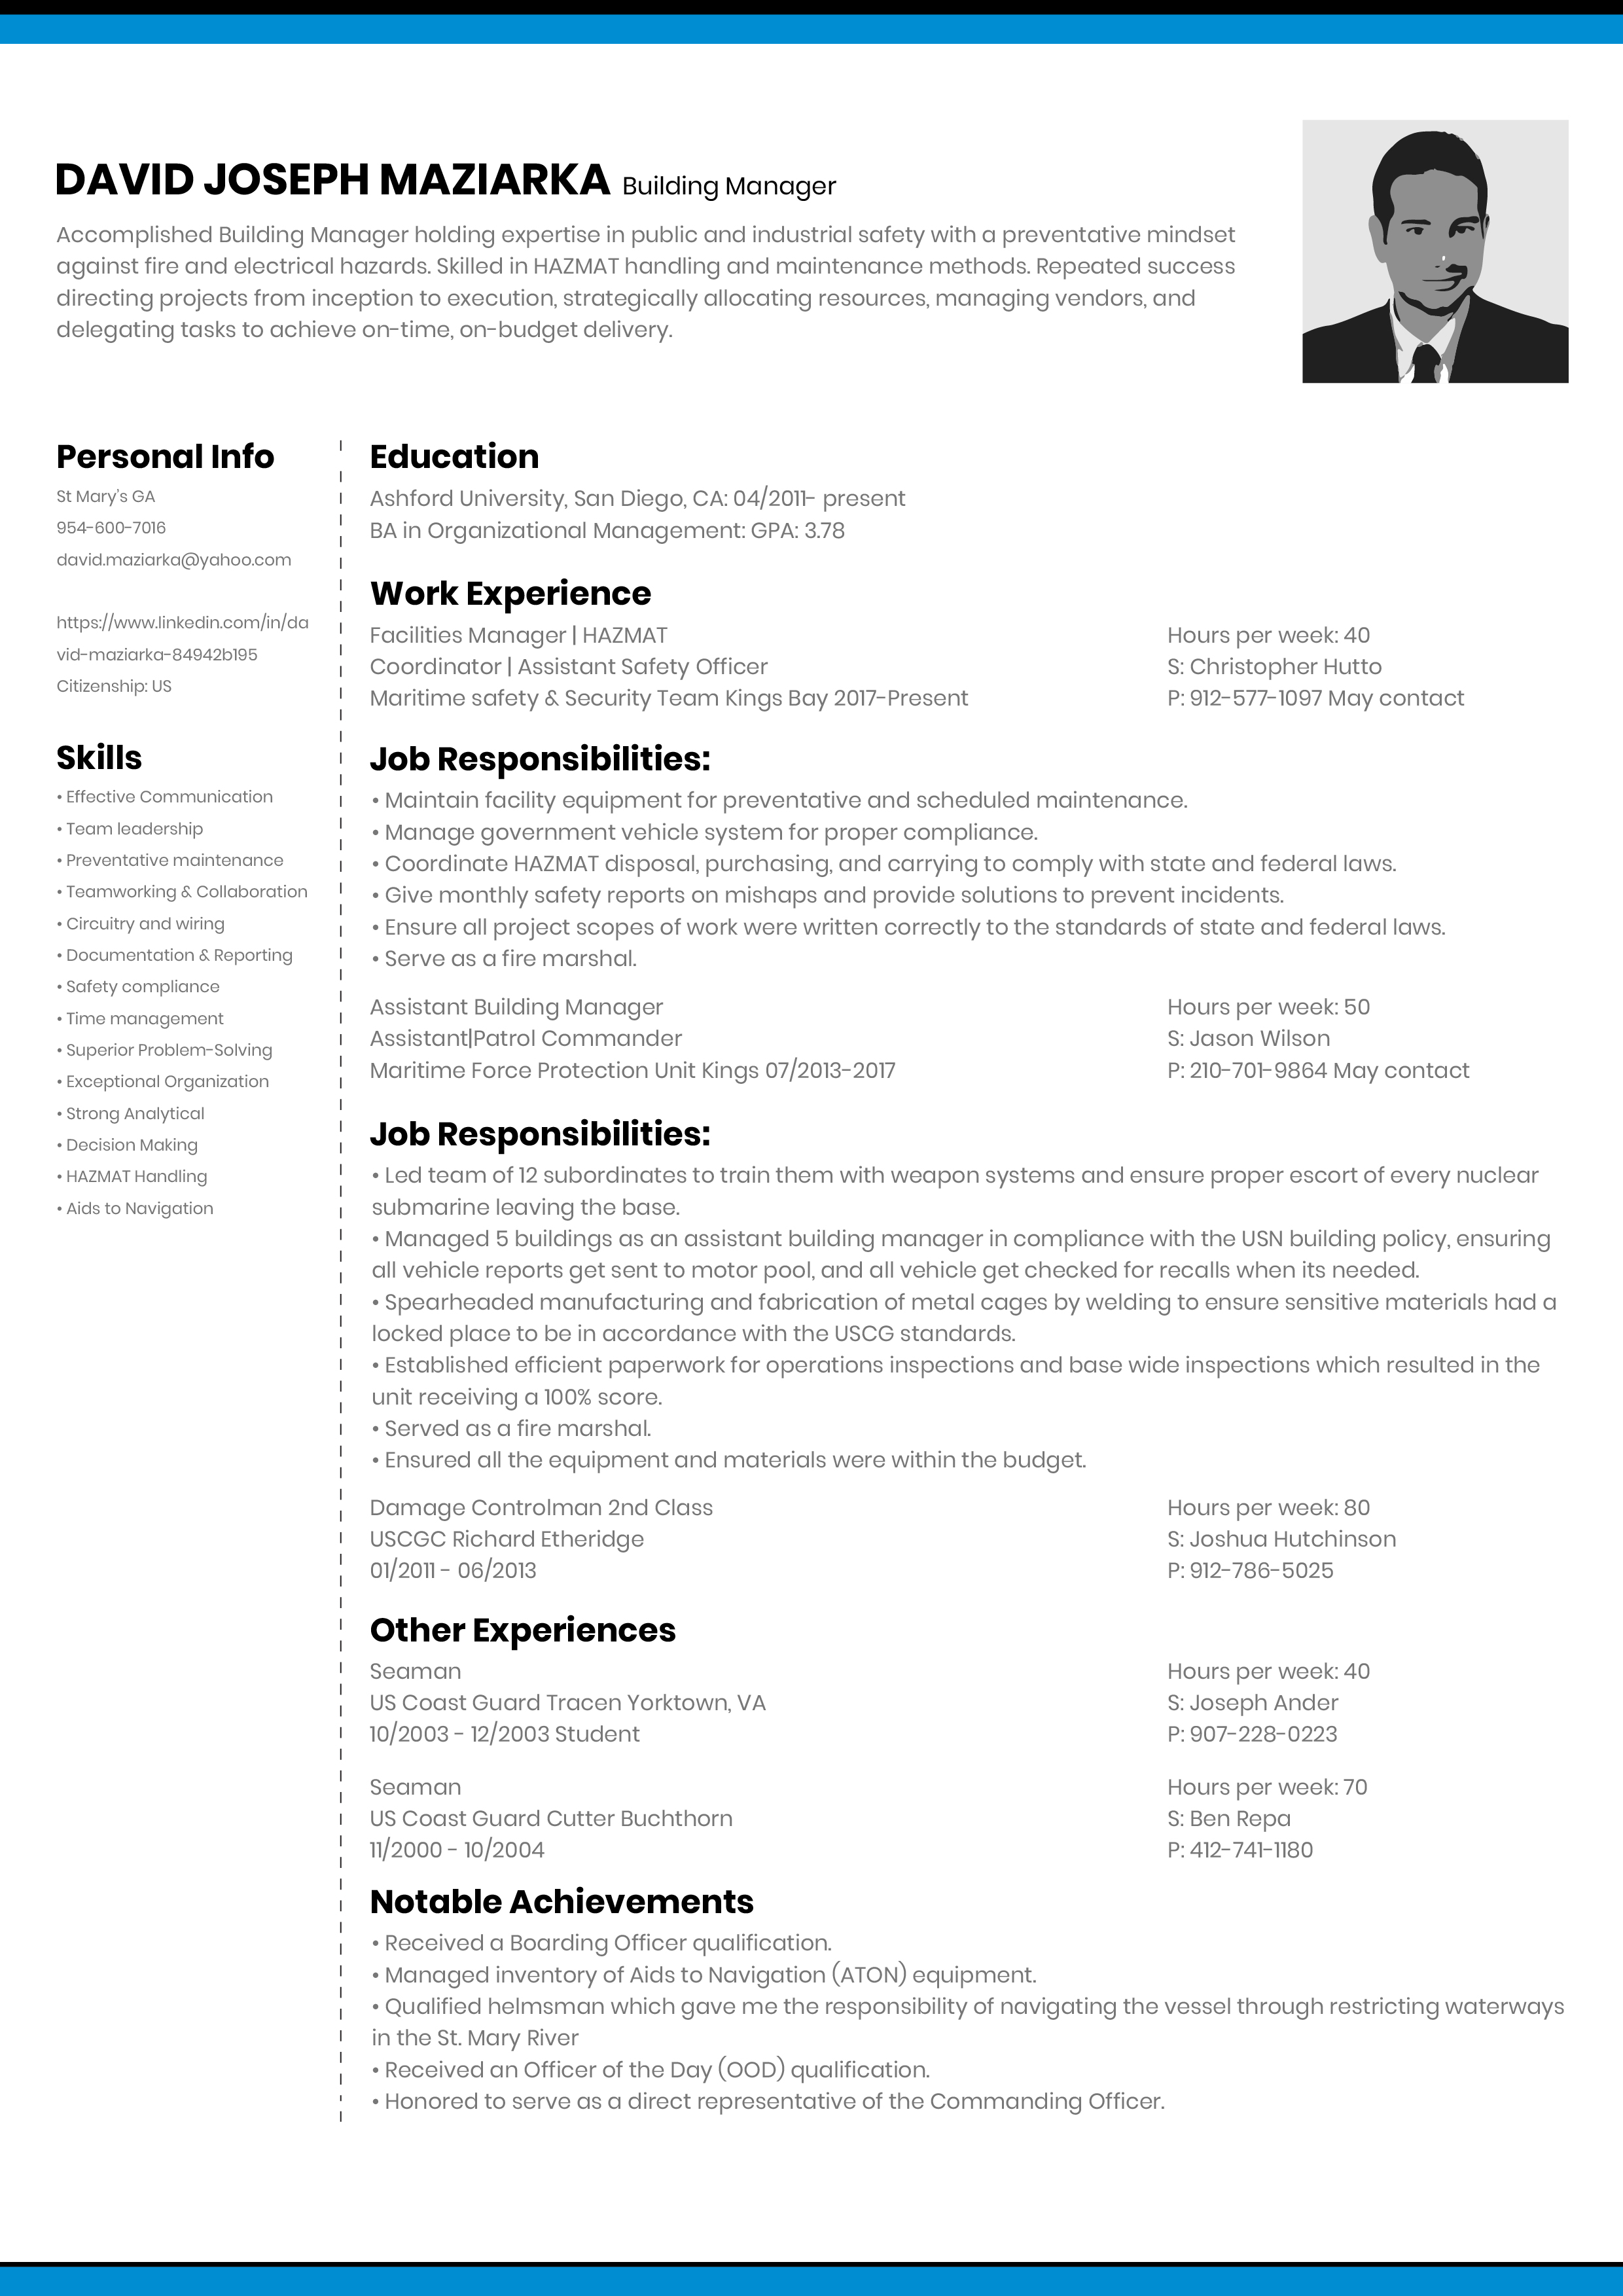 DAVID JOSEPH MAZIARKA Building Manager
Accomplished Building Manager holding expertise in public and industrial safety with a preventative mindset
against fire and electrical hazards. Skilled in HAZMAT handling and maintenance methods. Repeated success
directing projects from inception to execution, strategically allocating resources, managing vendors, and
delegating tasks to achieve on-time, on-budget delivery.
Personal Info
St Mary's GA
954-600-7016
david.maziarka@yahoo.com
https://www.linkedin.com/in/da
vid-maziarka-84942b195
Citizenship: US
Skills
• Effective Communication
• Team leadership
• Preventative maintenance
• Teamworking & Collaboration
• Circuitry and wiring
• Documentation & Reporting
• Safety compliance
• Time management
• Superior Problem-Solving
• Exceptional Organization
• Strong Analytical
• Decision Making
• HAZMAT Handling
• Aids to Navigation
Education
Ashford University, San Diego, CA: 04/2011- present
BA in Organizational Management: GPA: 3.78
Work Experience
Facilities Manager | HAZMAT
Coordinator | Assistant Safety Officer
Maritime safety & Security Team Kings Bay 2017-Present
Hours per week: 40
S: Christopher Hutto
P: 912-577-1097 May contact
Job Responsibilities:
• Maintain facility equipment for preventative and scheduled maintenance.
• Manage government vehicle system for proper compliance.
• Coordinate HAZMAT disposal, purchasing, and carrying to comply with state and federal laws.
• Give monthly safety reports on mishaps and provide solutions to prevent incidents.
• Ensure all project scopes of work were written correctly to the standards of state and federal laws.
• Serve as a fire marshal.
Assistant Building Manager
Assistant|Patrol Commander
Maritime Force Protection Unit Kings 07/2013-2017
Hours per week: 50
S: Jason Wilson
P: 210-701-9864 May contact
Job Responsibilities:
• Led team of 12 subordinates to train them with weapon systems and ensure proper escort of every nuclear
submarine leaving the base.
• Managed 5 buildings as an assistant building manager in compliance with the USN building policy, ensuring
all vehicle reports get sent to motor pool, and all vehicle get checked for recalls when its needed.
• Spearheaded manufacturing and fabrication of metal cages by welding to ensure sensitive materials had a
locked place to be in accordance with the USCG standards.
• Established efficient paperwork for operations inspections and base wide inspections which resulted in the
unit receiving a 100% score.
• Served as a fire marshal.
• Ensured all the equipment and materials were within the budget.
Damage Controlman 2nd Class
USCGC Richard Etheridge
01/2011 - 06/2013
Hours per week: 80
S: Joshua Hutchinson
P: 912-786-5025
Other Experiences
Seaman
US Coast Guard Tracen Yorktown, VA
10/2003 - 12/2003 Student
Hours per week: 40
S: Joseph Ander
P: 907-228-0223
Seaman
US Coast Guard Cutter Buchthorn
11/2000 - 10/2004
Hours per week: 70
S: Ben Repa
P: 412-741-1180
Notable Achievements
• Received a Boarding Officer qualification.
• Managed inventory of Aids to Navigation (ATON) equipment.
• Qualified helmsman which gave me the responsibility of navigating the vessel through restricting waterways
in the St. Mary River
• Received an Officer of the Day (OOD) qualification.
• Honored to serve as a direct representative of the Commanding Officer.